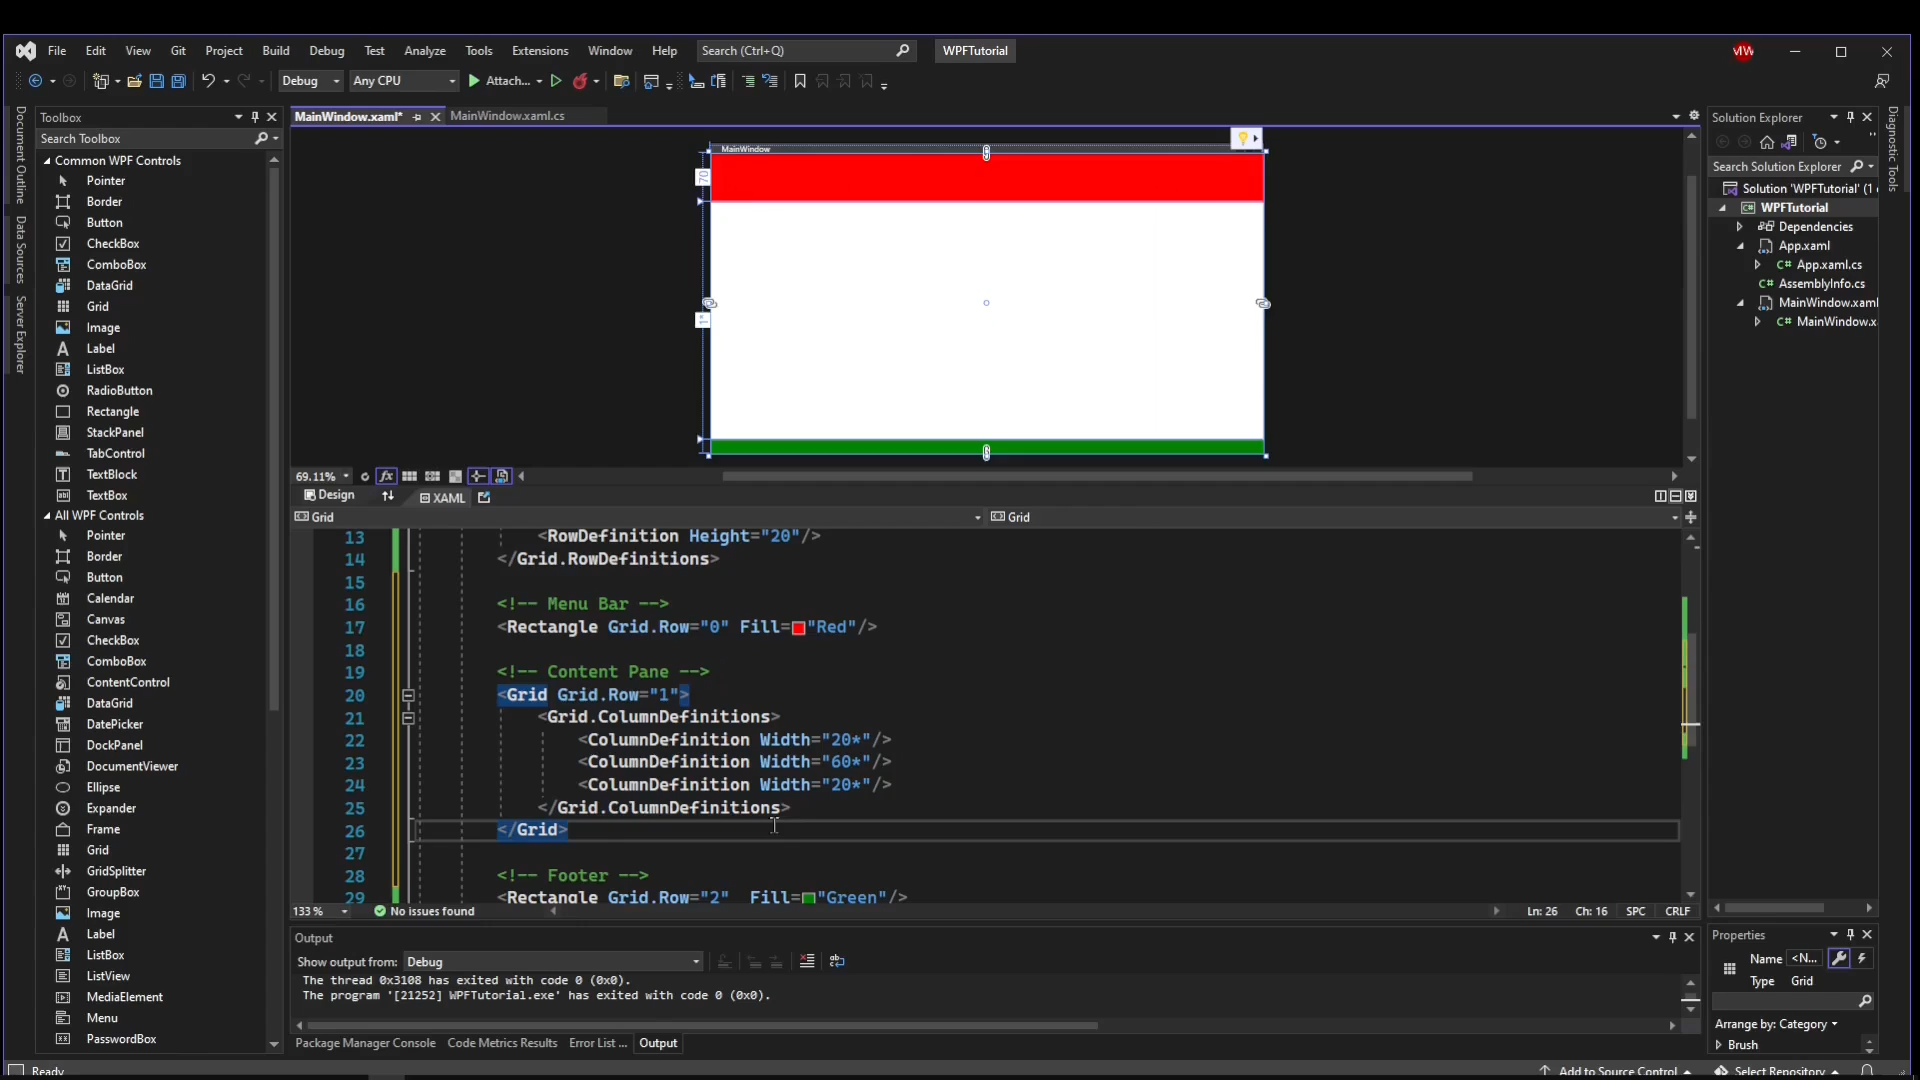 File Edit View Git Project Build Debug Test Analyze Tools Extensions Window Help Search (Ctrl+Q) WPFTutorial
Debug Any CPU Attach...
Document Outline
Data Sources
Server Explorer
Toolbox
Search Toolbox
Common WPF Controls
Pointer
Border
Button
CheckBox
ComboBox
DataGrid
Grid
Image
Label
ListBox
RadioButton
Rectangle
StackPanel
TabControl
TextBlock
TextBox
All WPF Controls
Pointer
Border
Button
Calendar
Canvas
CheckBox
ComboBox
ContentControl
DataGrid
DatePicker
DockPanel
DocumentViewer
Ellipse
Expander
Frame
Grid
GridSplitter
GroupBox
Image
Label
ListBox
ListView
MediaElement
Menu
PasswordBox
MainWindow.xaml* MainWindow.xaml.cs
MainWindow
70
1*
69.11%
Design XAML
Grid Grid
13 <RowDefinition Height="20"/>
14 </Grid.RowDefinitions>
15
16 <!-- Menu Bar -->
17 <Rectangle Grid.Row="0" Fill="Red"/>
18
19 <!-- Content Pane -->
20 <Grid Grid.Row="1">
21 <Grid.ColumnDefinitions>
22 <ColumnDefinition Width="20*"/>
23 <ColumnDefinition Width="60*"/>
24 <ColumnDefinition Width="20*"/>
25 </Grid.ColumnDefinitions>
26 </Grid>
27
28 <!-- Footer -->
29 <Rectangle Grid.Row="2" Fill="Green"/>
133 % No issues found Ln: 26 Ch: 16 SPC CRLF
Output
Show output from: Debug
The thread 0x3108 has exited with code 0 (0x0).
The program '[21252] WPFTutorial.exe' has exited with code 0 (0x0).
Package Manager Console Code Metrics Results Error List ... Output
Solution Explorer
Search Solution Explorer
Solution 'WPFTutorial' (1
WPFTutorial
Dependencies
App.xaml
C# App.xaml.cs
C# AssemblyInfo.cs
MainWindow.xaml
C# MainWindow.x
Diagnostic Tools
Properties
Name <N...
Type Grid
Arrange by: Category
Brush
Ready Add to Source Control Select Repository